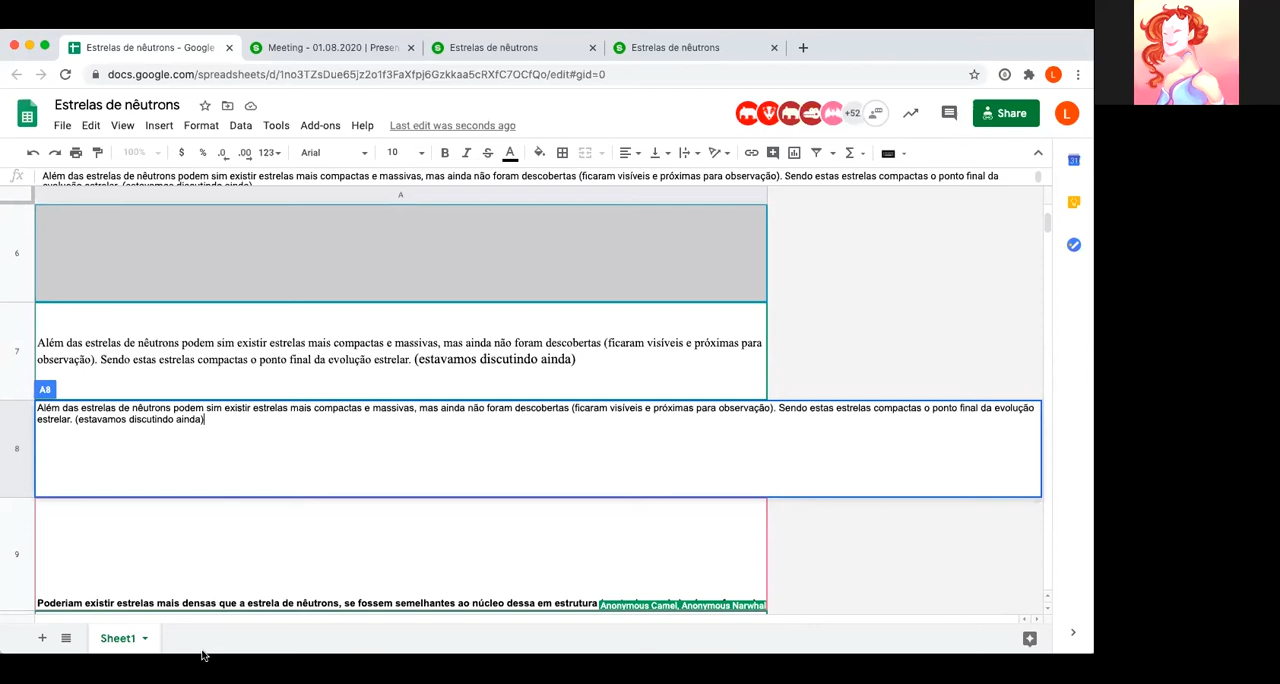 Estrelas de nêutrons - Google
Meeting - 01.08.2020 | Presen
Estrelas de nêutrons
Estrelas de nêutrons
docs.google.com/spreadsheets/d/1no3TZsDue65jz2o1f3FaXfpj6Gzkkaa5cRXfC7OCfQo/edit#gid=0
L
Estrelas de nêutrons
+52
Share
L
File Edit View Insert Format Data Tools Add-ons Help Last edit was seconds ago
100% $ % .0 .00 123 Arial 10 B I S A
fx Além das estrelas de nêutrons podem sim existir estrelas mais compactas e massivas, mas ainda não foram descobertas (ficaram visíveis e próximas para observação). Sendo estas estrelas compactas o ponto final da
evolução estrelar. (estavamos discutindo ainda)
A
31
6
7
Além das estrelas de nêutrons podem sim existir estrelas mais compactas e massivas, mas ainda não foram descobertas (ficaram visíveis e próximas para
observação). Sendo estas estrelas compactas o ponto final da evolução estrelar. (estavamos discutindo ainda)
A8
Além das estrelas de nêutrons podem sim existir estrelas mais compactas e massivas, mas ainda não foram descobertas (ficaram visíveis e próximas para observação). Sendo estas estrelas compactas o ponto final da evolução
estrelar. (estavamos discutindo ainda)
8
9
Poderiam existir estrelas mais densas que a estrela de nêutrons, se fossem semelhantes ao núcleo dessa em estrutura
Anonymous Camel, Anonymous Narwhal
Sheet1